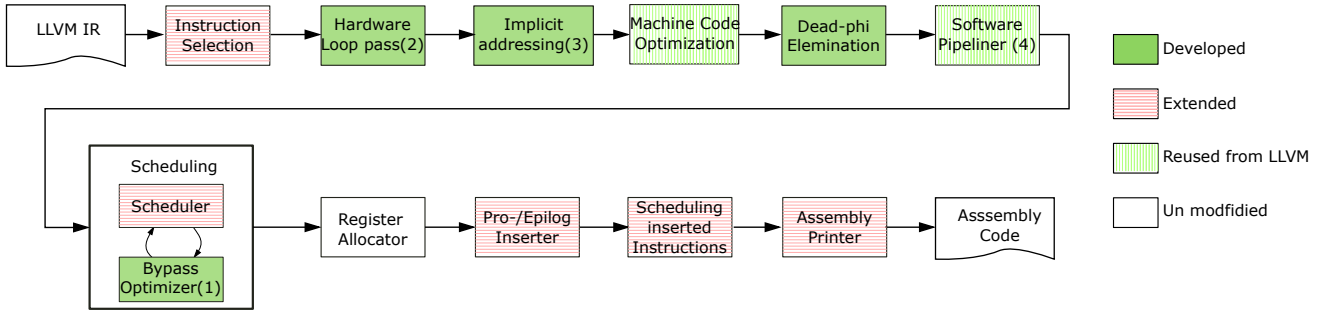 LLVM IR
Instruction
Selection
Hardware
Loop pass(2)
Implicit
addressing(3)
Machine Code
Optimization
Dead-phi
Elemination
Software
Pipeliner (4)
Developed
Extended
Reused from LLVM
Un modfidied
Scheduling
Scheduler
Bypass
Optimizer(1)
Register
Allocator
Pro-/Epilog
Inserter
Scheduling
inserted
Instructions
Assembly
Printer
Asssembly
Code